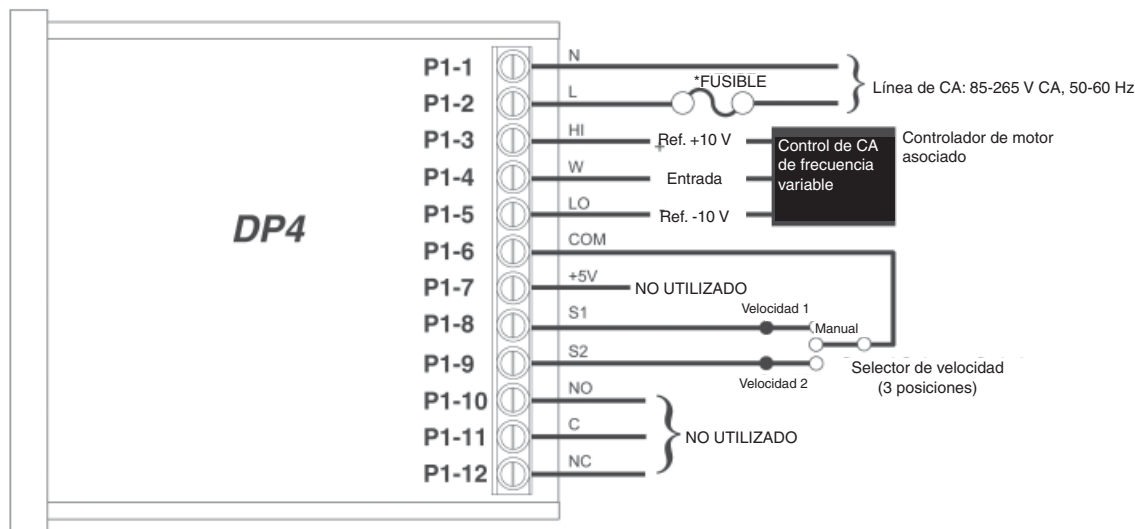 P1-1 N
*FUSIBLE
P1-2 L
Línea de CA: 85-265 V CA, 50-60 Hz
P1-3 HI Ref. +10 V
Control de CA
de frecuencia
variable
Controlador de motor
asociado
P1-4 W Entrada
P1-5 LO Ref. -10 V
DP4
P1-6 COM
P1-7 +5V NO UTILIZADO
P1-8 S1 Velocidad 1
Manual
P1-9 S2
Velocidad 2
Selector de velocidad
(3 posiciones)
P1-10 NO
P1-11 C
NO UTILIZADO
P1-12 NC